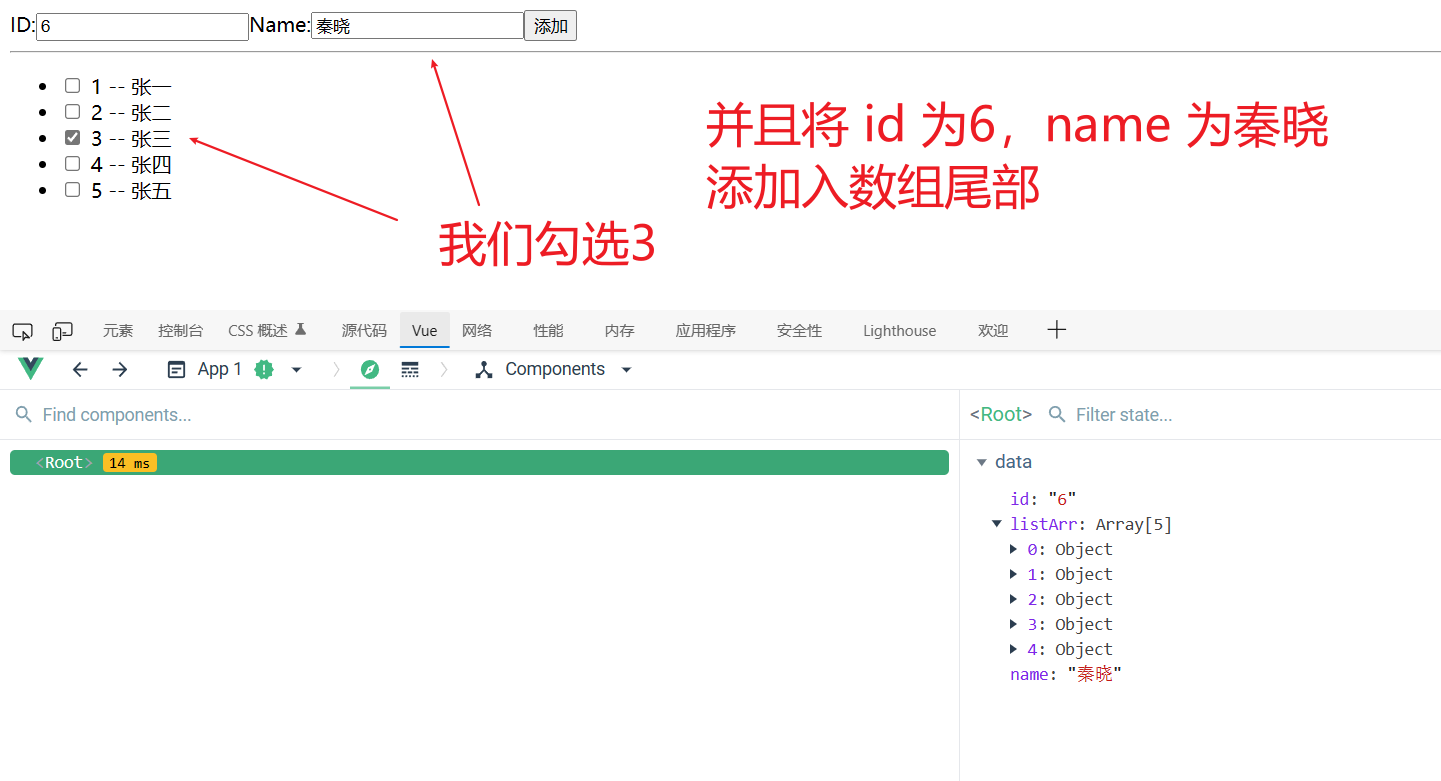 ID:6 Name:秦晓 添加
1 -- 张一
2 -- 张二
3 -- 张三
4 -- 张四
5 -- 张五
并且将 id 为6，name 为秦晓
添加入数组尾部
我们勾选3
元素 控制台 CSS 概述 源代码 Vue 网络 性能 内存 应用程序 安全性 Lighthouse 欢迎
App 1 Components
Find components...
<Root> Filter state...
<Root> 14 ms
data
id: "6"
listArr: Array[5]
0: Object
1: Object
2: Object
3: Object
4: Object
name: "秦晓"